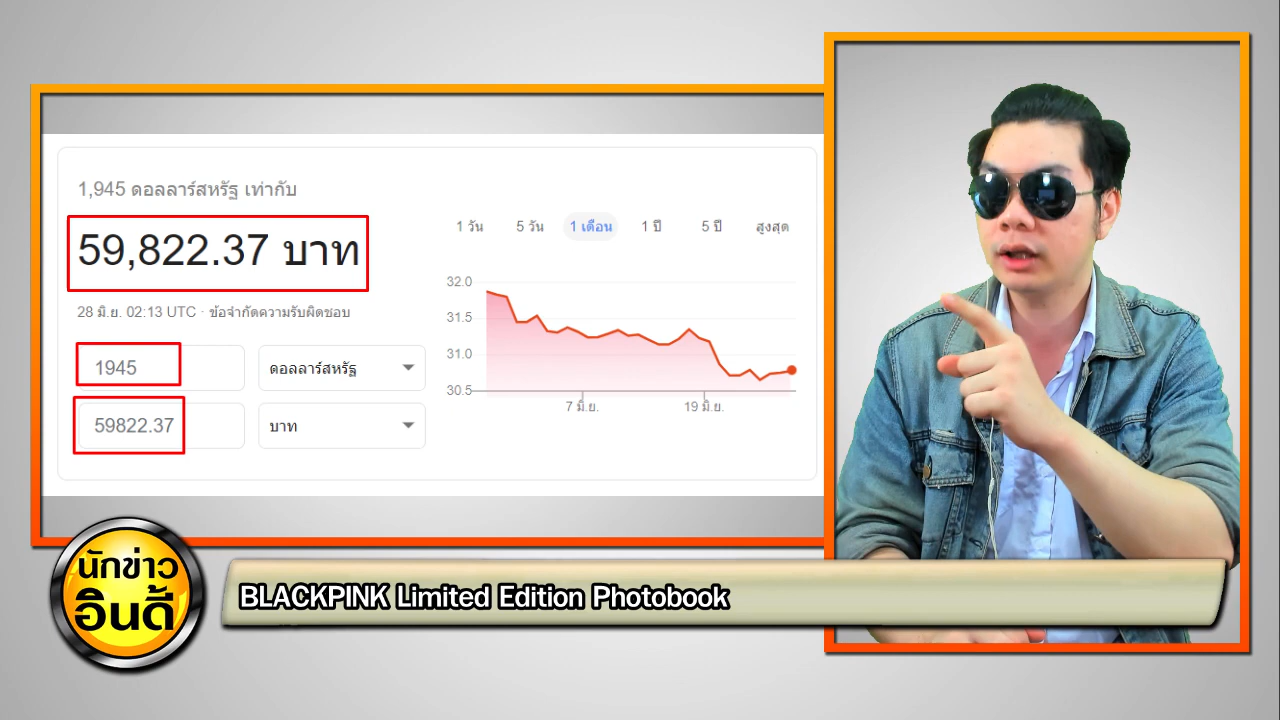 1,945 ดอลลาร์สหรัฐ เท่ากับ
59,822.37 บาท
28 มิ.ย. 02:13 UTC · ข้อจำกัดความรับผิดชอบ
1945 ดอลลาร์สหรัฐ
59822.37 บาท
1 วัน 5 วัน 1 เดือน 1 ปี 5 ปี สูงสุด
32.0
31.5
31.0
30.5
7 มิ.ย. 19 มิ.ย.
นักข่าว
อินดี้
BLACKPINK Limited Edition Photobook